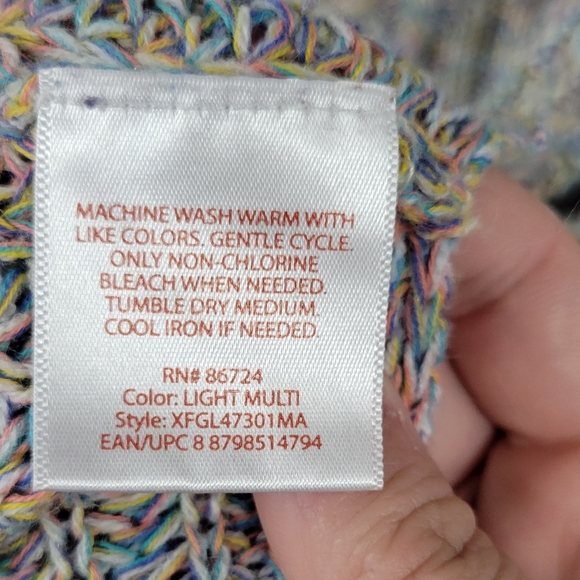 MACHINE WASH WARM WITH
LIKE COLORS. GENTLE CYCLE.
ONLY NON-CHLORINE
BLEACH WHEN NEEDED.
TUMBLE DRY MEDIUM.
COOL IRON IF NEEDED.
RN# 86724
Color: LIGHT MULTI
Style: XFGL47301MA
EAN/UPC 8 8798514794